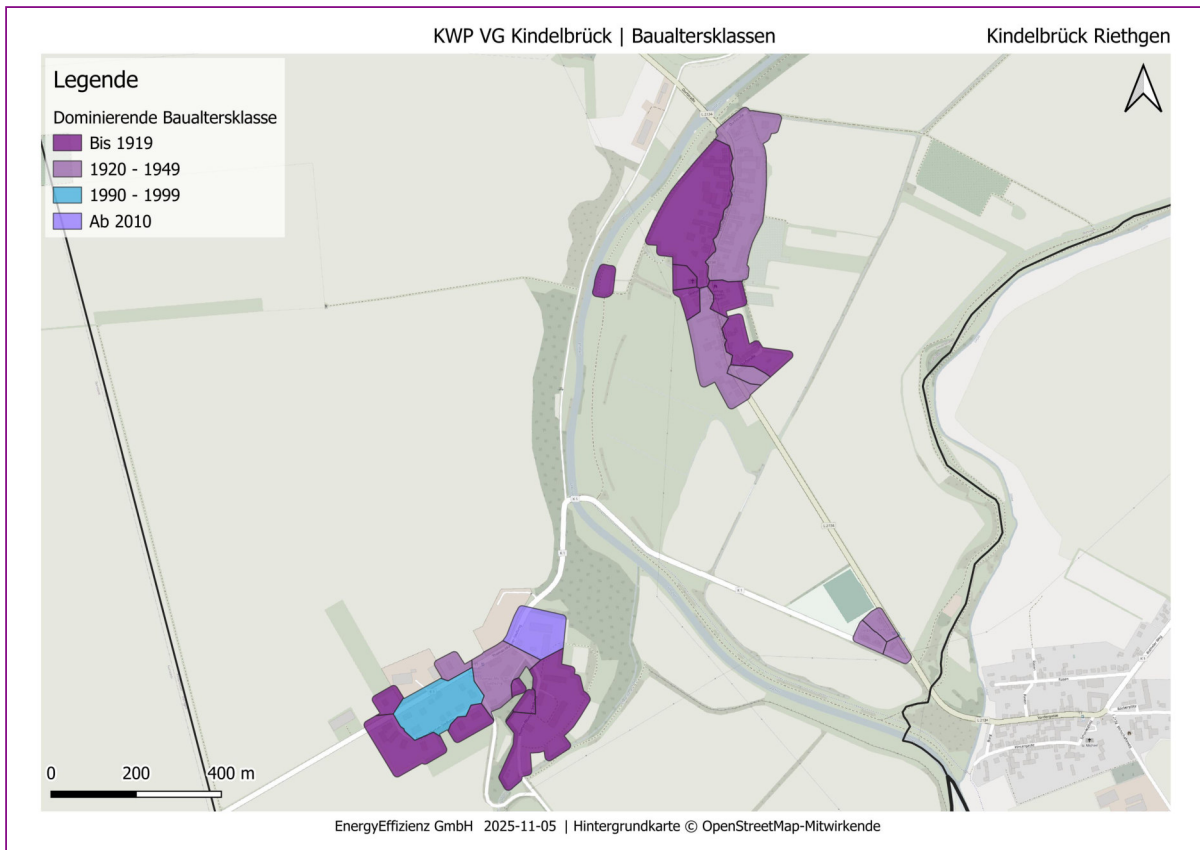 KWP VG Kindelbrück | Baualtersklassen
Kindelbrück Riethgen
Legende
Dominierende Baualtersklasse
Bis 1919
1920 - 1949
1990 - 1999
Ab 2010
0 200 400 m
EnergyEffizienz GmbH 2025-11-05 | Hintergrundkarte © OpenStreetMap-Mitwirkende